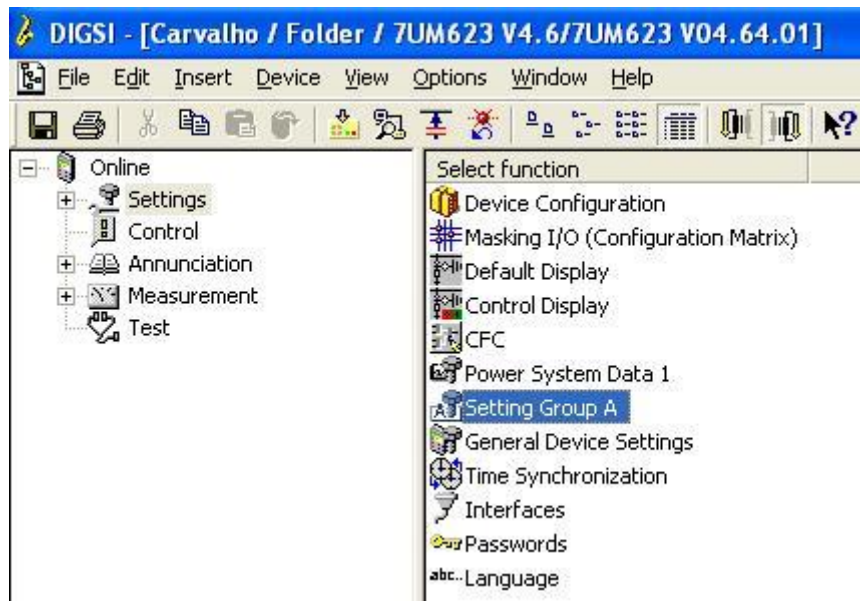 DIGSI - [Carvalho / Folder / 7UM623 V4.6/7UM623 V04.64.01]
File Edit Insert Device View Options Window Help
Online
Settings
Control
Annunciation
Measurement
Test
Select function
Device Configuration
Masking I/O (Configuration Matrix)
Default Display
Control Display
CFC
Power System Data 1
Setting Group A
General Device Settings
Time Synchronization
Interfaces
Passwords
abc.. Language